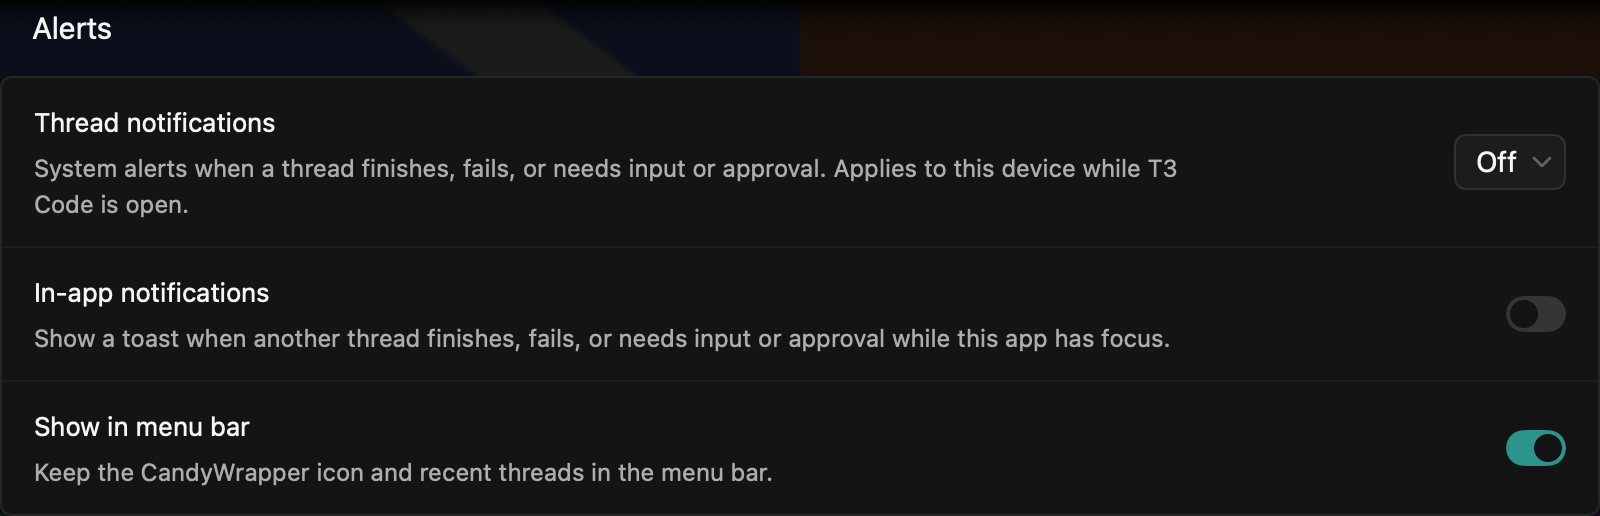 Alerts
Thread notifications
System alerts when a thread finishes, fails, or needs input or approval. Applies to this device while T3
Code is open.
Off
In-app notifications
Show a toast when another thread finishes, fails, or needs input or approval while this app has focus.
Show in menu bar
Keep the CandyWrapper icon and recent threads in the menu bar.